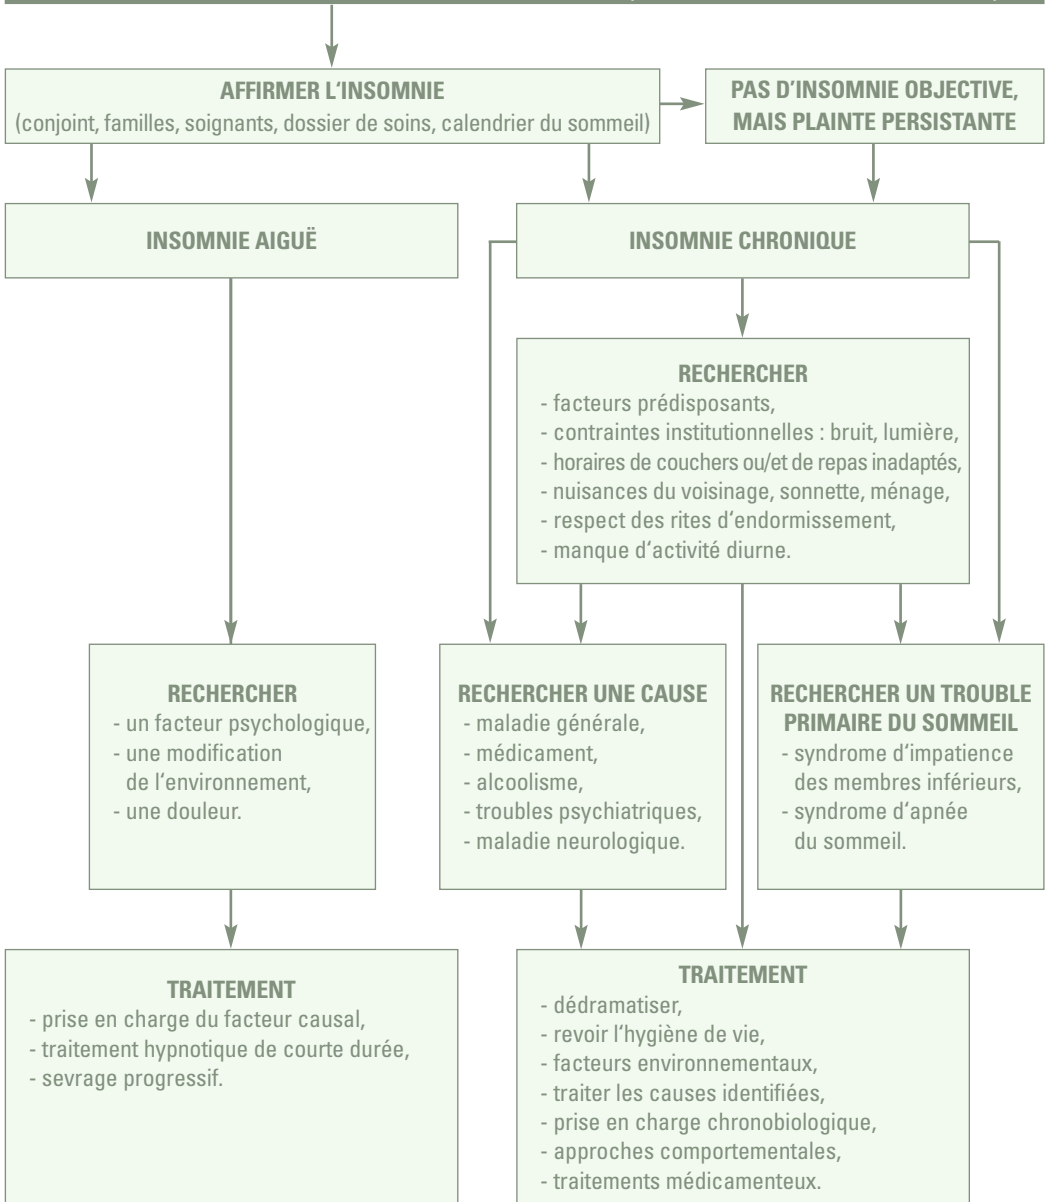 AFFIRMER L'INSOMNIE
(conjoint, familles, soignants, dossier de soins, calendrier du sommeil)
PAS D'INSOMNIE OBJECTIVE,
MAIS PLAINTE PERSISTANTE
INSOMNIE AIGUË
INSOMNIE CHRONIQUE
RECHERCHER
- facteurs prédisposants,
- contraintes institutionnelles : bruit, lumière,
- horaires de couchers ou/et de repas inadaptés,
- nuisances du voisinage, sonnette, ménage,
- respect des rites d'endormissement,
- manque d'activité diurne.
RECHERCHER
- un facteur psychologique,
- une modification
de l'environnement,
- une douleur.
RECHERCHER UNE CAUSE
- maladie générale,
- médicament,
- alcoolisme,
- troubles psychiatriques,
- maladie neurologique.
RECHERCHER UN TROUBLE
PRIMAIRE DU SOMMEIL
- syndrome d'impatience
des membres inférieurs,
- syndrome d'apnée
du sommeil.
TRAITEMENT
- prise en charge du facteur causal,
- traitement hypnotique de courte durée,
- sevrage progressif.
TRAITEMENT
- dédramatiser,
- revoir l'hygiène de vie,
- facteurs environnementaux,
- traiter les causes identifiées,
- prise en charge chronobiologique,
- approches comportementales,
- traitements médicamenteux.